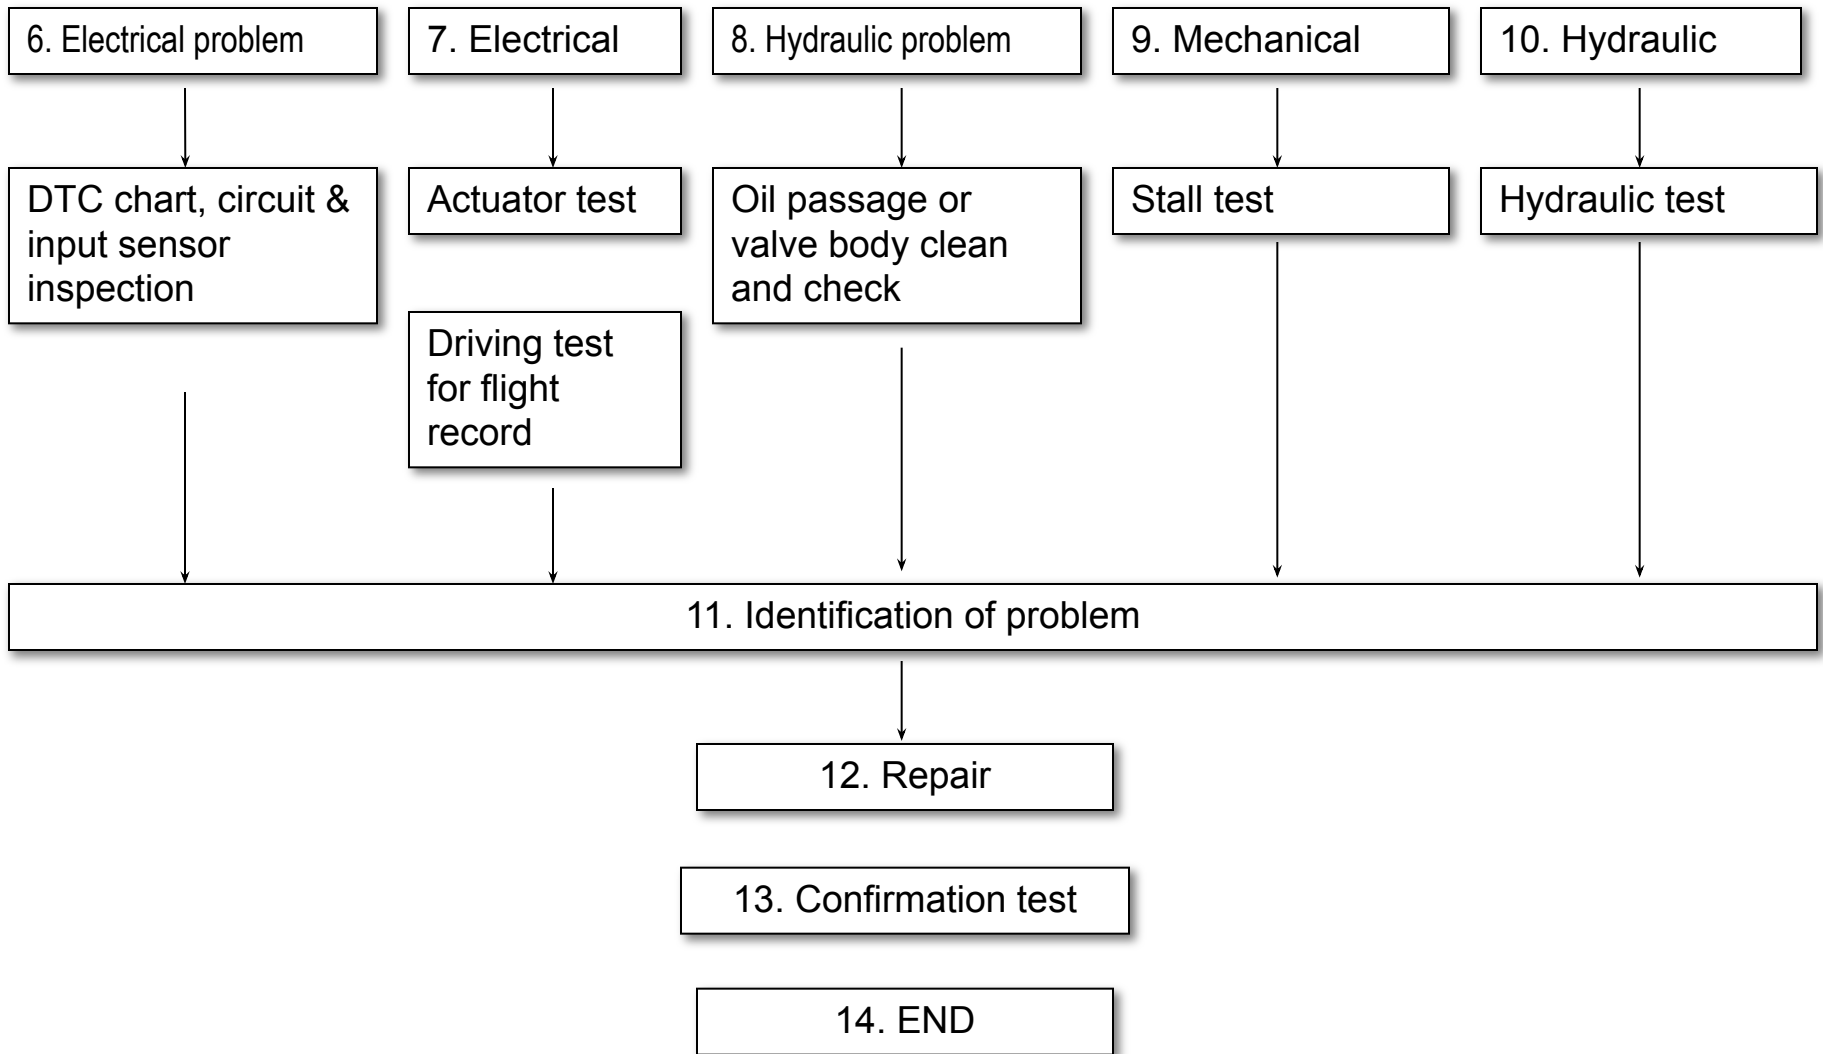 6. Electrical problem
7. Electrical
8. Hydraulic problem
9. Mechanical
10. Hydraulic
DTC chart, circuit &
input sensor
inspection
Actuator test
Driving test
for flight
record
Oil passage or
valve body clean
and check
Stall test
Hydraulic test
11. Identification of problem
12. Repair
13. Confirmation test
14. END